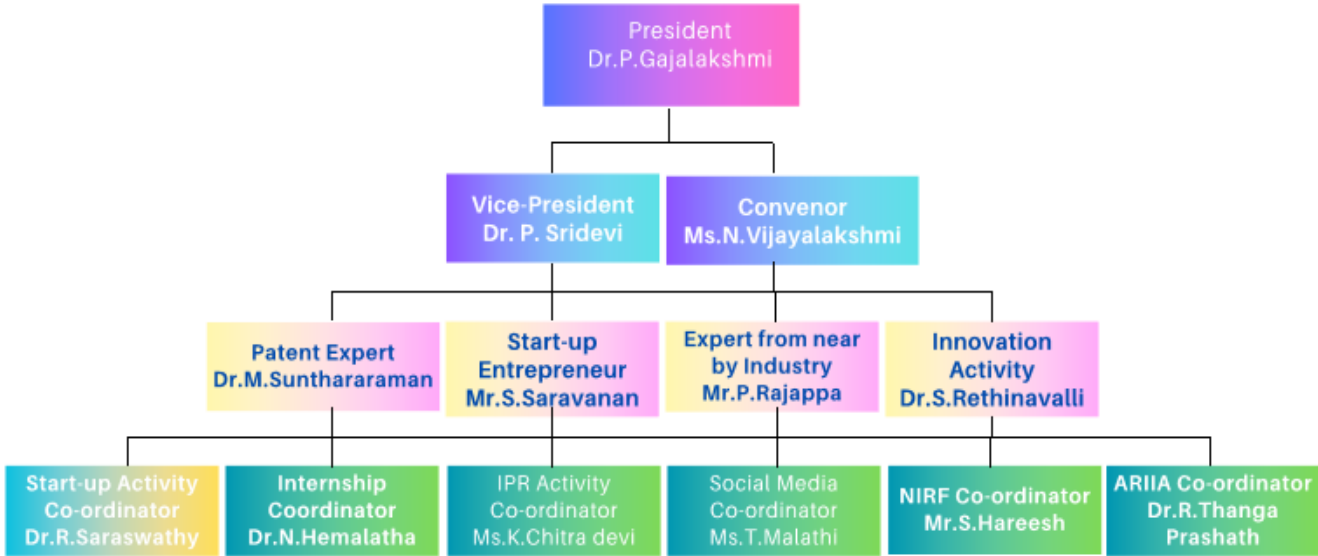 President
Dr.P.Gajalakshmi
Vice-President
Dr. P. Sridevi
Convenor
Ms.N.Vijayalakshmi
Patent Expert
Dr.M.Sunthararaman
Start-up
Entrepreneur
Mr.S.Saravanan
Expert from near
by Industry
Mr.P.Rajappa
Innovation
Activity
Dr.S.Rethinavalli
Start-up Activity
Co-ordinator
Dr.R.Saraswathy
Internship
Coordinator
Dr.N.Hemalatha
IPR Activity
Co-ordinator
Ms.K.Chitra devi
Social Media
Co-ordinator
Ms.T.Malathi
NIRF Co-ordinator
Mr.S.Hareesh
ARIIA Co-ordinator
Dr.R.Thanga
Prashath